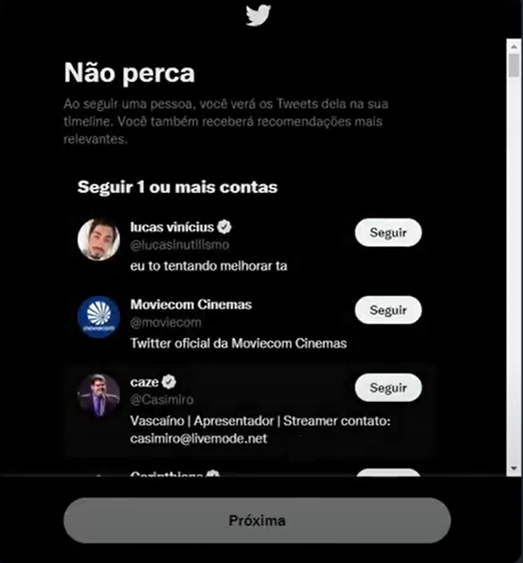 Não perca
Ao seguir uma pessoa, você verá os Tweets dela na sua
timeline. Você também receberá recomendações mais
relevantes.
Seguir 1 ou mais contas
lucas vinícius
@lucasinutilismo
Seguir
eu to tentando melhorar ta
Moviecom Cinemas
@moviecom
Seguir
Twitter oficial da Moviecom Cinemas
moviecom
caze
@Casimiro
Seguir
Vascaíno | Apresentador | Streamer contato:
casimiro@livemode.net
Corinthians
Próxima